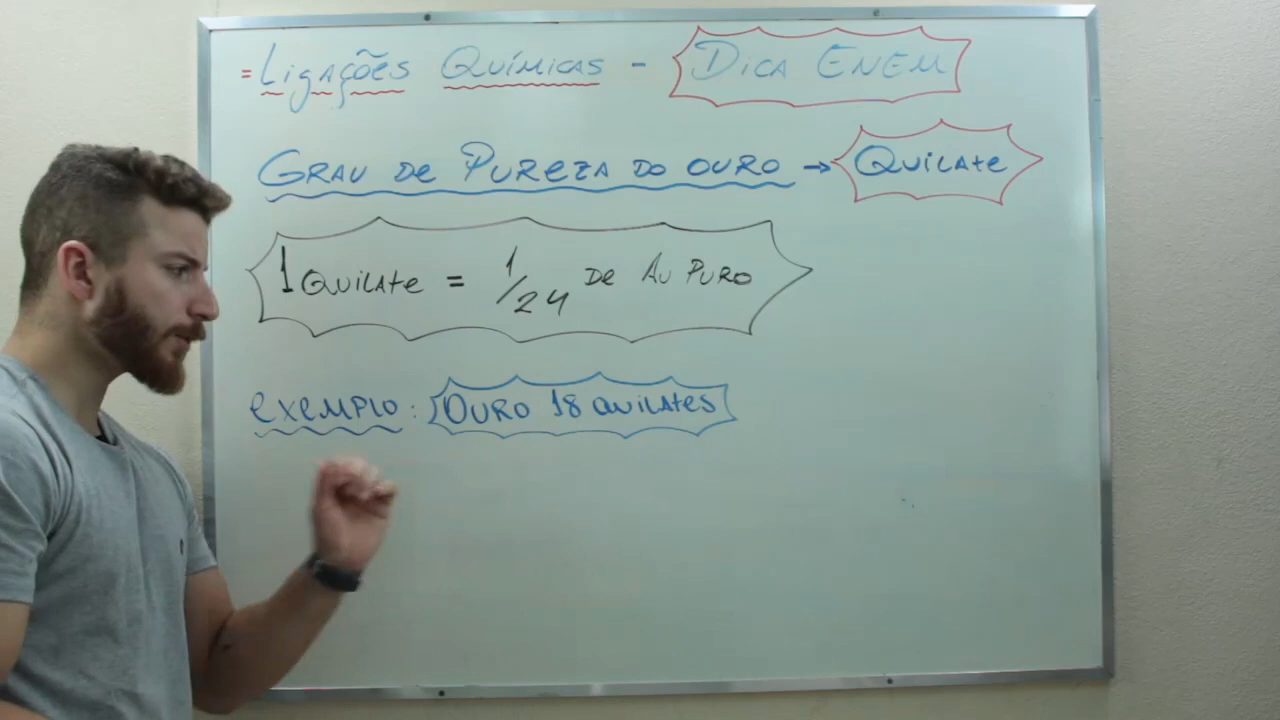 = Ligações Químicas - Dica Enem
Grau de Pureza do ouro → Quilate
1 Quilate = 1/24 de Au Puro
exemplo: Ouro 18 Quilates